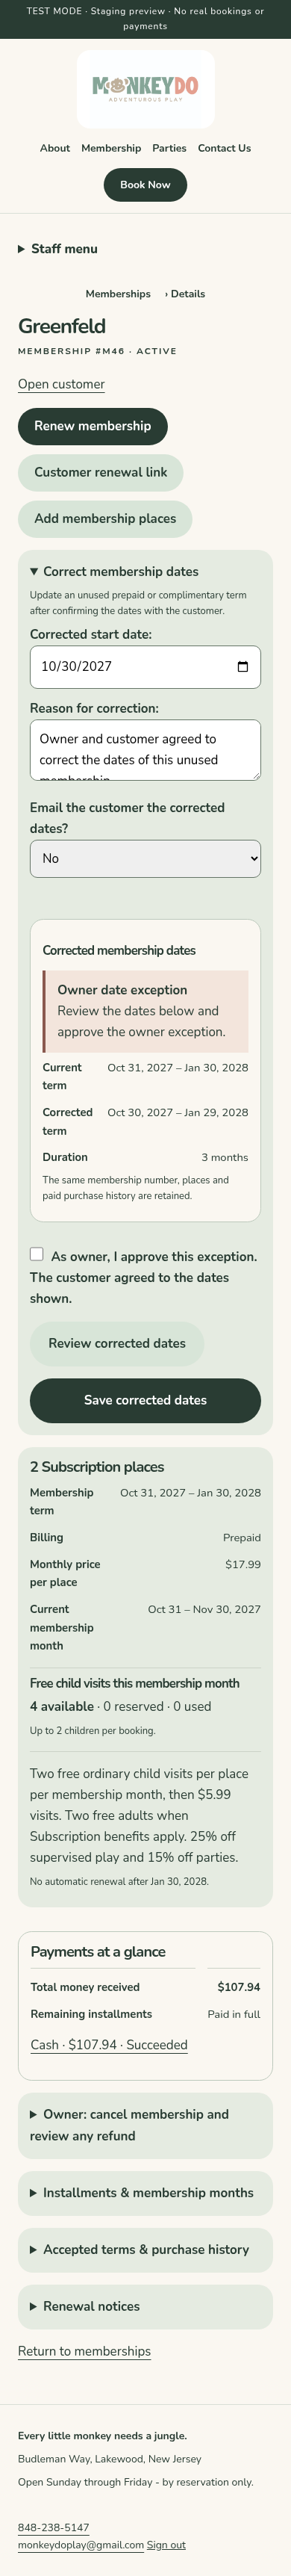 TEST MODE · Staging preview · No real bookings or
payments
MONKEYDO
ADVENTUROUS PLAY
About Membership Parties Contact Us
Book Now
▶ Staff menu
Memberships › Details
Greenfeld
MEMBERSHIP #M46 · ACTIVE
Open customer
Renew membership
Customer renewal link
Add membership places
▼ Correct membership dates
Update an unused prepaid or complimentary term
after confirming the dates with the customer.
Corrected start date:
10/30/2027
Reason for correction:
Owner and customer agreed to
correct the dates of this unused
membership
Email the customer the corrected
dates?
No
Corrected membership dates
Owner date exception
Review the dates below and
approve the owner exception.
Current Oct 31, 2027 – Jan 30, 2028
term
Corrected Oct 30, 2027 – Jan 29, 2028
term
Duration 3 months
The same membership number, places and
paid purchase history are retained.
As owner, I approve this exception.
The customer agreed to the dates
shown.
Review corrected dates
Save corrected dates
2 Subscription places
Membership Oct 31, 2027 – Jan 30, 2028
term
Billing Prepaid
Monthly price $17.99
per place
Current Oct 31 – Nov 30, 2027
membership
month
Free child visits this membership month
4 available · 0 reserved · 0 used
Up to 2 children per booking.
Two free ordinary child visits per place
per membership month, then $5.99
visits. Two free adults when
Subscription benefits apply. 25% off
supervised play and 15% off parties.
No automatic renewal after Jan 30, 2028.
Payments at a glance
Total money received $107.94
Remaining installments Paid in full
Cash · $107.94 · Succeeded
▶ Owner: cancel membership and
review any refund
▶ Installments & membership months
▶ Accepted terms & purchase history
▶ Renewal notices
Return to memberships
Every little monkey needs a jungle.
Budleman Way, Lakewood, New Jersey
Open Sunday through Friday - by reservation only.
848-238-5147
monkeydoplay@gmail.com Sign out